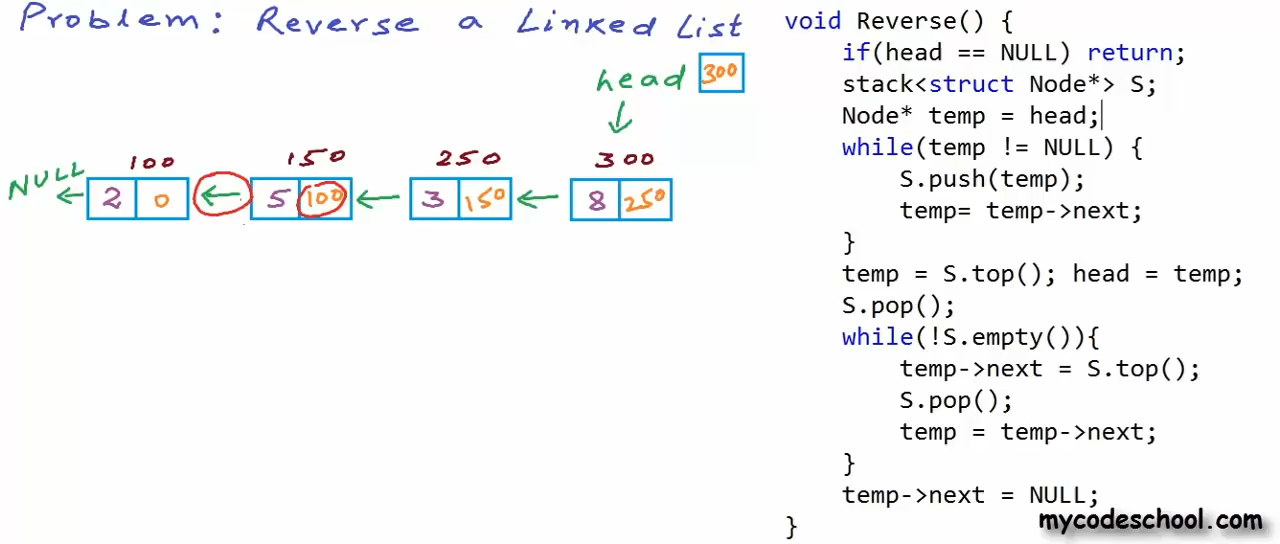 Problem: Reverse a Linked List
head 300
100 150 250 300
NULL 2 0 5 100 3 150 8 250
void Reverse() {
if(head == NULL) return;
stack<struct Node*> S;
Node* temp = head;
while(temp != NULL) {
S.push(temp);
temp= temp->next;
}
temp = S.top(); head = temp;
S.pop();
while(!S.empty()){
temp->next = S.top();
S.pop();
temp = temp->next;
}
temp->next = NULL;
}
mycodeschool.com